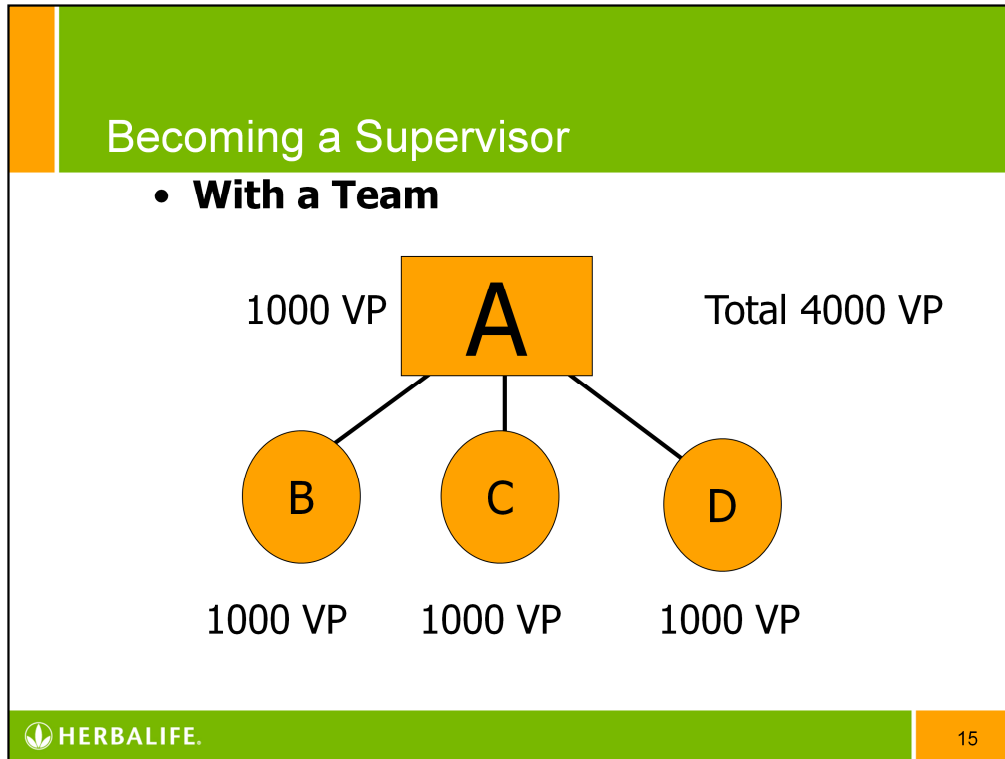 Becoming a Supervisor
• With a Team
1000 VP
A
Total 4000 VP
B
C
D
1000 VP
1000 VP
1000 VP
HERBALIFE.
15